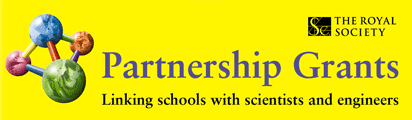 THE ROYAL
SOCIETY
Partnership Grants
Linking schools with scientists and engineers